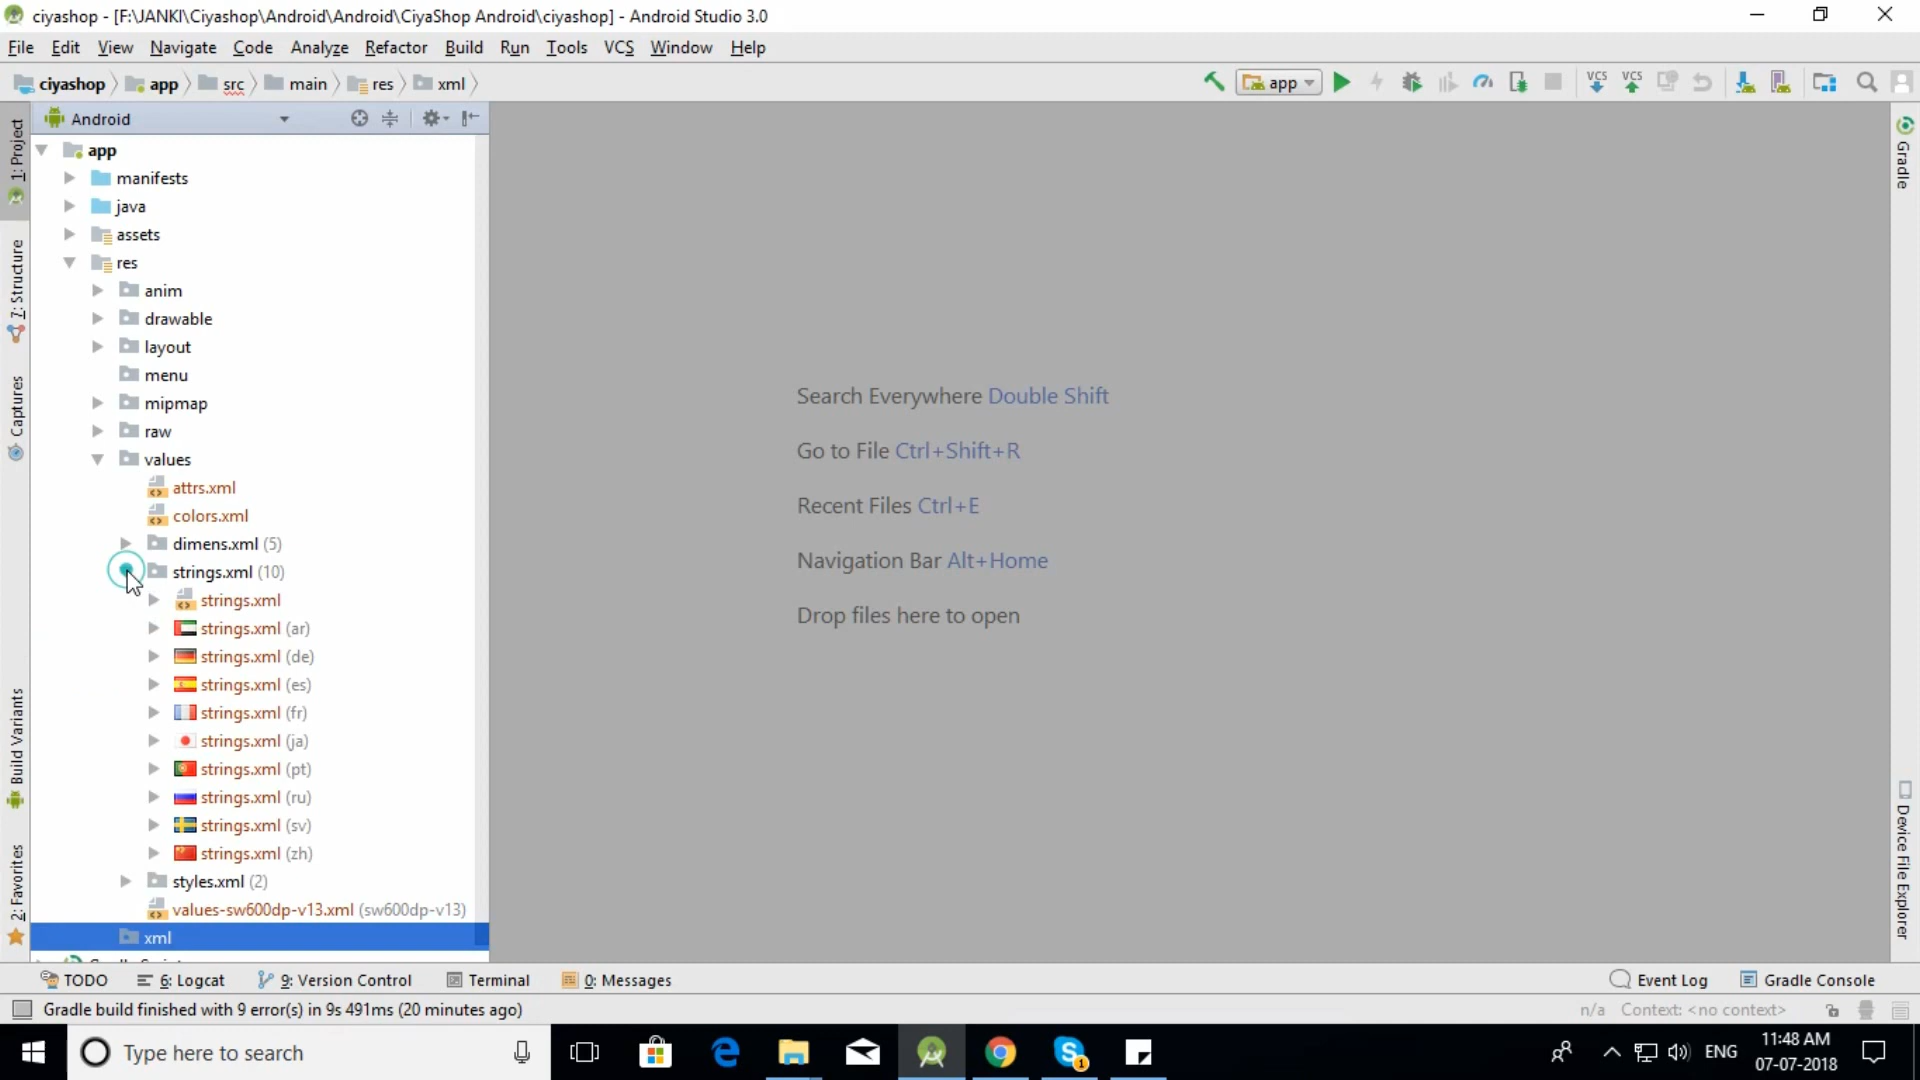 ciyashop - [F:\JANKI\Ciyashop\Android\Android\CiyaShop Android\ciyashop] - Android Studio 3.0
File Edit View Navigate Code Analyze Refactor Build Run Tools VCS Window Help
ciyashop app src main res xml
app
VCS VCS
Android
1: Project
7: Structure
Captures
Build Variants
2: Favorites
app
manifests
java
assets
res
anim
drawable
layout
menu
mipmap
raw
values
attrs.xml
colors.xml
dimens.xml (5)
strings.xml (10)
strings.xml
strings.xml (ar)
strings.xml (de)
strings.xml (es)
strings.xml (fr)
strings.xml (ja)
strings.xml (pt)
strings.xml (ru)
strings.xml (sv)
strings.xml (zh)
styles.xml (2)
values-sw600dp-v13.xml (sw600dp-v13)
xml
Search Everywhere Double Shift
Go to File Ctrl+Shift+R
Recent Files Ctrl+E
Navigation Bar Alt+Home
Drop files here to open
Gradle
Device File Explorer
TODO 6: Logcat 9: Version Control Terminal 0: Messages Event Log Gradle Console
Gradle build finished with 9 error(s) in 9s 491ms (20 minutes ago) n/a Context: <no context>
Type here to search
1
ENG
11:48 AM
07-07-2018